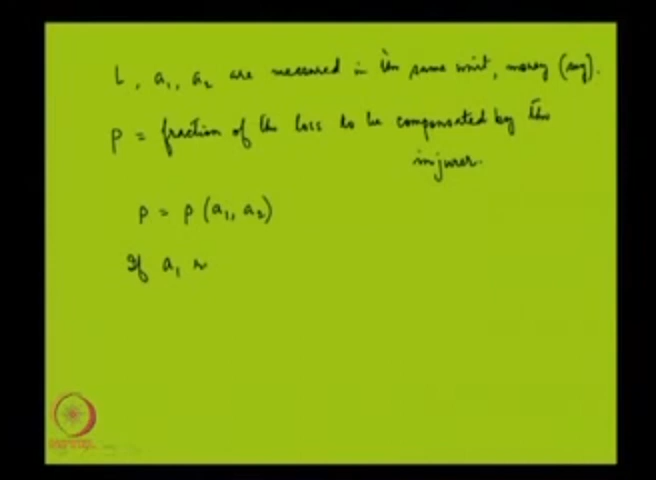 L, a₁, a₂ are measured in the same unit, money (say).
p = fraction of the loss to be compensated by the
injurer.
p = p (a₁, a₂)
If a₁